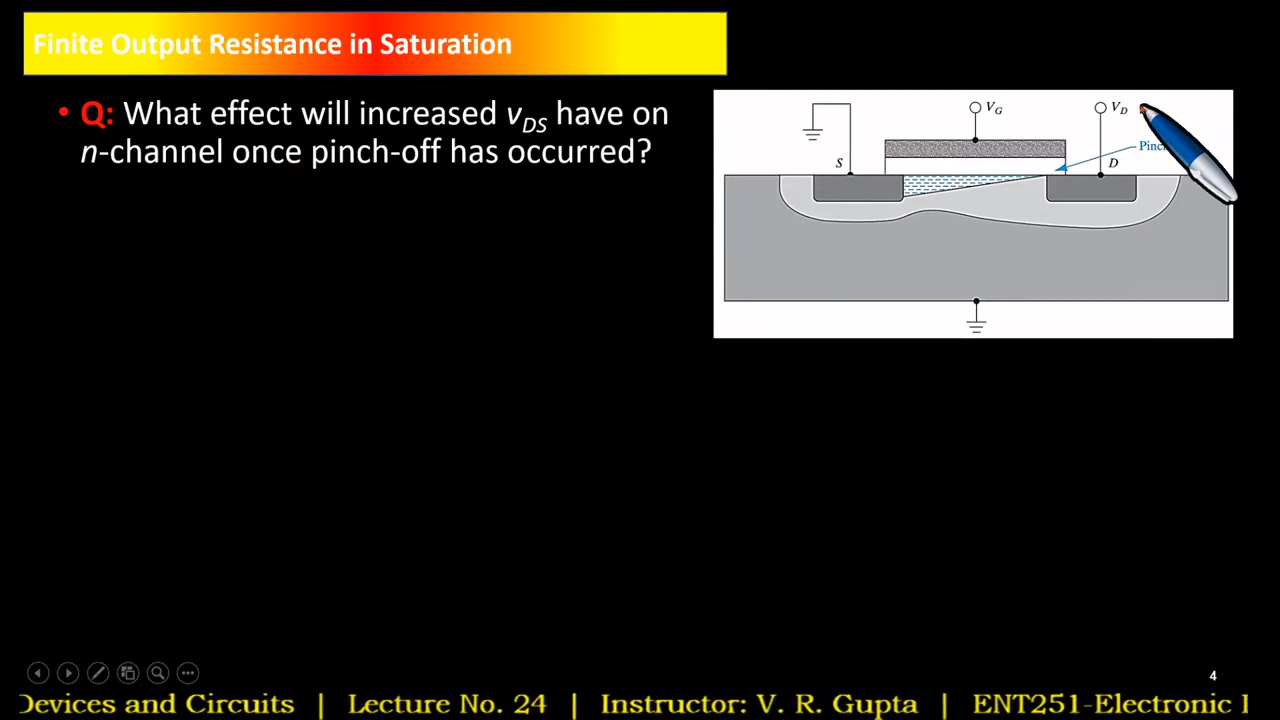 Finite Output Resistance in Saturation
• Q: What effect will increased vDS have on
n-channel once pinch-off has occurred?
VG
VD
S
D
4
Devices and Circuits | Lecture No. 24 | Instructor: V. R. Gupta | ENT251-Electronic